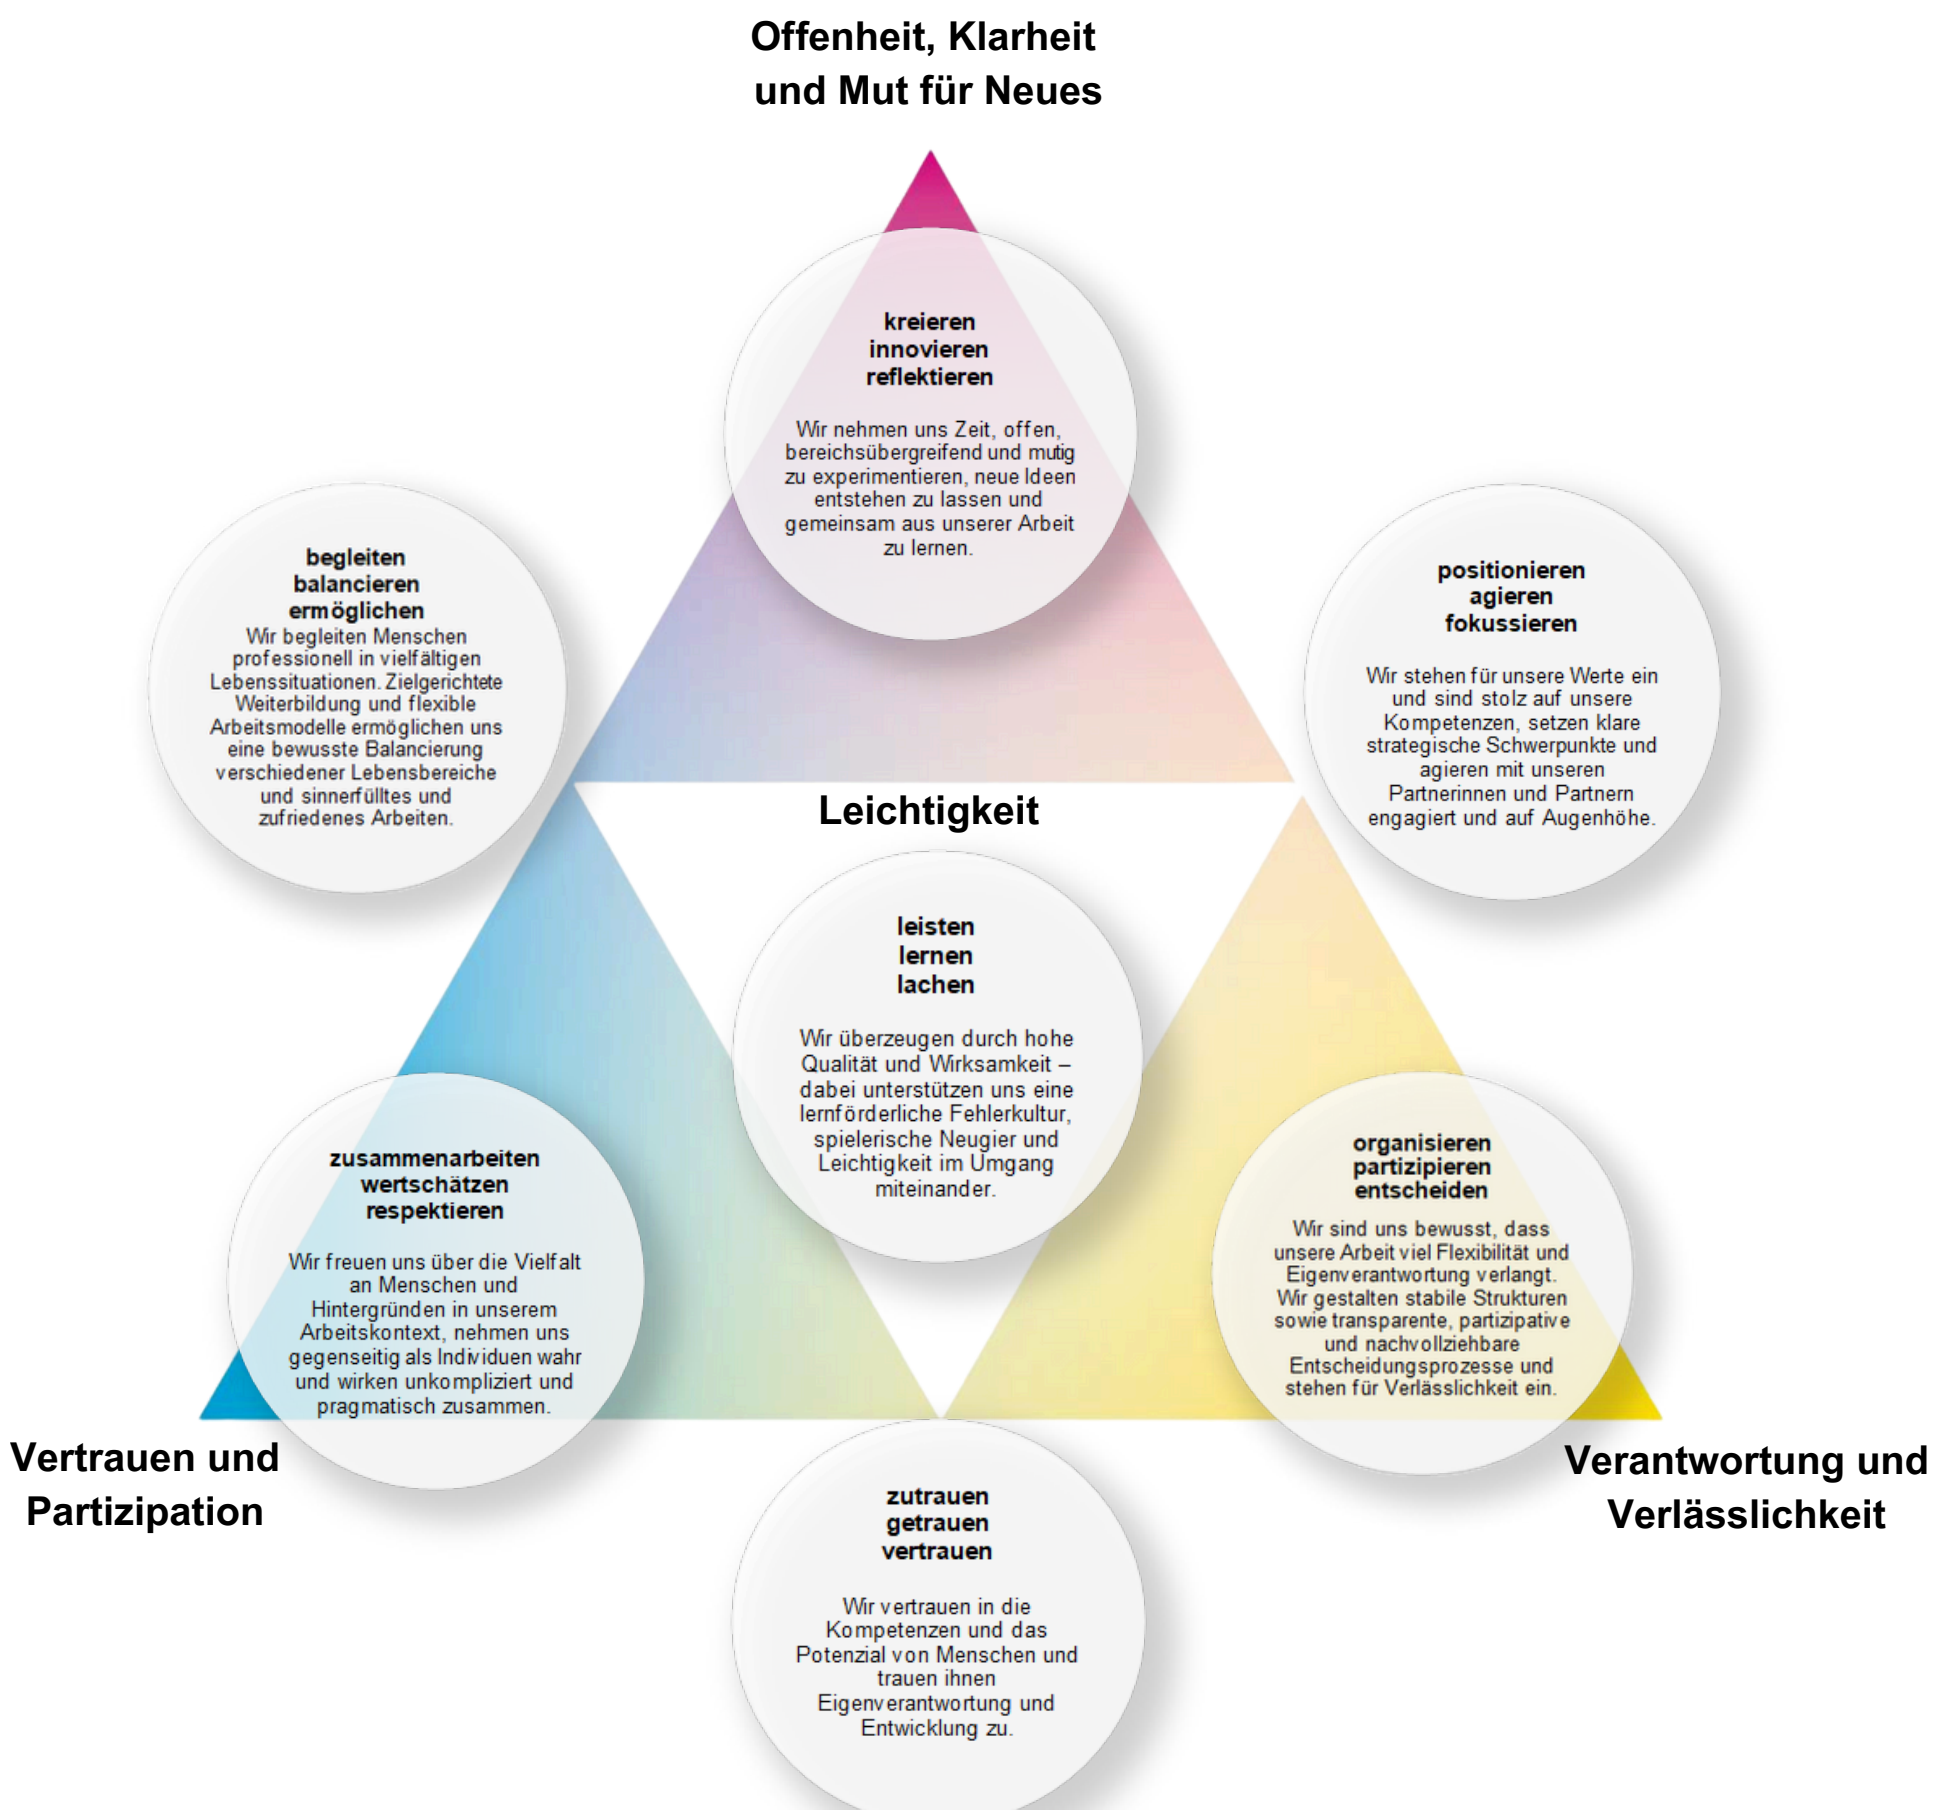 Offenheit, Klarheit
und Mut für Neues
kreieren
innovieren
reflektieren
Wir nehmen uns Zeit, offen,
bereichsübergreifend und mutig
zu experimentieren, neue Ideen
entstehen zu lassen und
gemeinsam aus unserer Arbeit
zu lernen.
begleiten
balancieren
ermöglichen
Wir begleiten Menschen
professionell in vielfältigen
Lebenssituationen. Zielgerichtete
Weiterbildung und flexible
Arbeitsmodelle ermöglichen uns
eine bewusste Balancierung
verschiedener Lebensbereiche
und sinnerfülltes und
zufriedenes Arbeiten.
positionieren
agieren
fokussieren
Wir stehen für unsere Werte ein
und sind stolz auf unsere
Kompetenzen, setzen klare
strategische Schwerpunkte und
agieren mit unseren
Partnerinnen und Partnern
engagiert und auf Augenhöhe.
Leichtigkeit
leisten
lernen
lachen
Wir überzeugen durch hohe
Qualität und Wirksamkeit –
dabei unterstützen uns eine
lernförderliche Fehlerkultur,
spielerische Neugier und
Leichtigkeit im Umgang
miteinander.
zusammenarbeiten
wertschätzen
respektieren
Wir freuen uns über die Vielfalt
an Menschen und
Hintergründen in unserem
Arbeitskontext, nehmen uns
gegenseitig als Individuen wahr
und wirken unkompliziert und
pragmatisch zusammen.
organisieren
partizipieren
entscheiden
Wir sind uns bewusst, dass
unsere Arbeit viel Flexibilität und
Eigenverantwortung verlangt.
Wir gestalten stabile Strukturen
sowie transparente, partizipative
und nachvollziehbare
Entscheidungsprozesse und
stehen für Verlässlichkeit ein.
Vertrauen und
Partizipation
Verantwortung und
Verlässlichkeit
zutrauen
getrauen
vertrauen
Wir vertrauen in die
Kompetenzen und das
Potenzial von Menschen und
trauen ihnen
Eigenverantwortung und
Entwicklung zu.